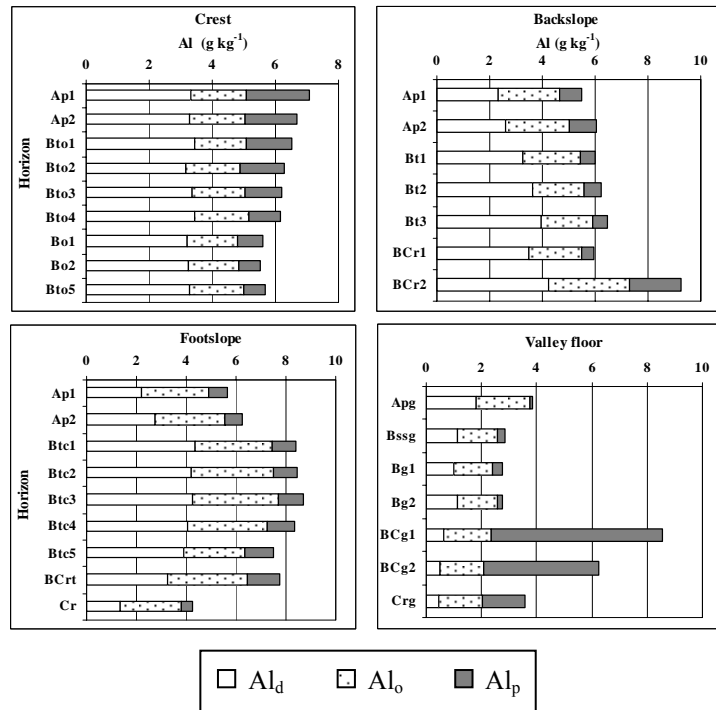 Crest
Al (g kg-1)
0 2 4 6 8
Horizon
Ap1
Ap2
Bto1
Bto2
Bto3
Bto4
Bo1
Bo2
Bto5
Backslope
Al (g kg-1)
0 2 4 6 8 10
Ap1
Ap2
Bt1
Bt2
Bt3
BCr1
BCr2
Footslope
0 2 4 6 8 10
Horizon
Ap1
Ap2
Btc1
Btc2
Btc3
Btc4
Btc5
BCrt
Cr
Valley floor
0 2 4 6 8 10
Apg
Bssg
Bg1
Bg2
BCg1
BCg2
Crg
Ald Alo Alp